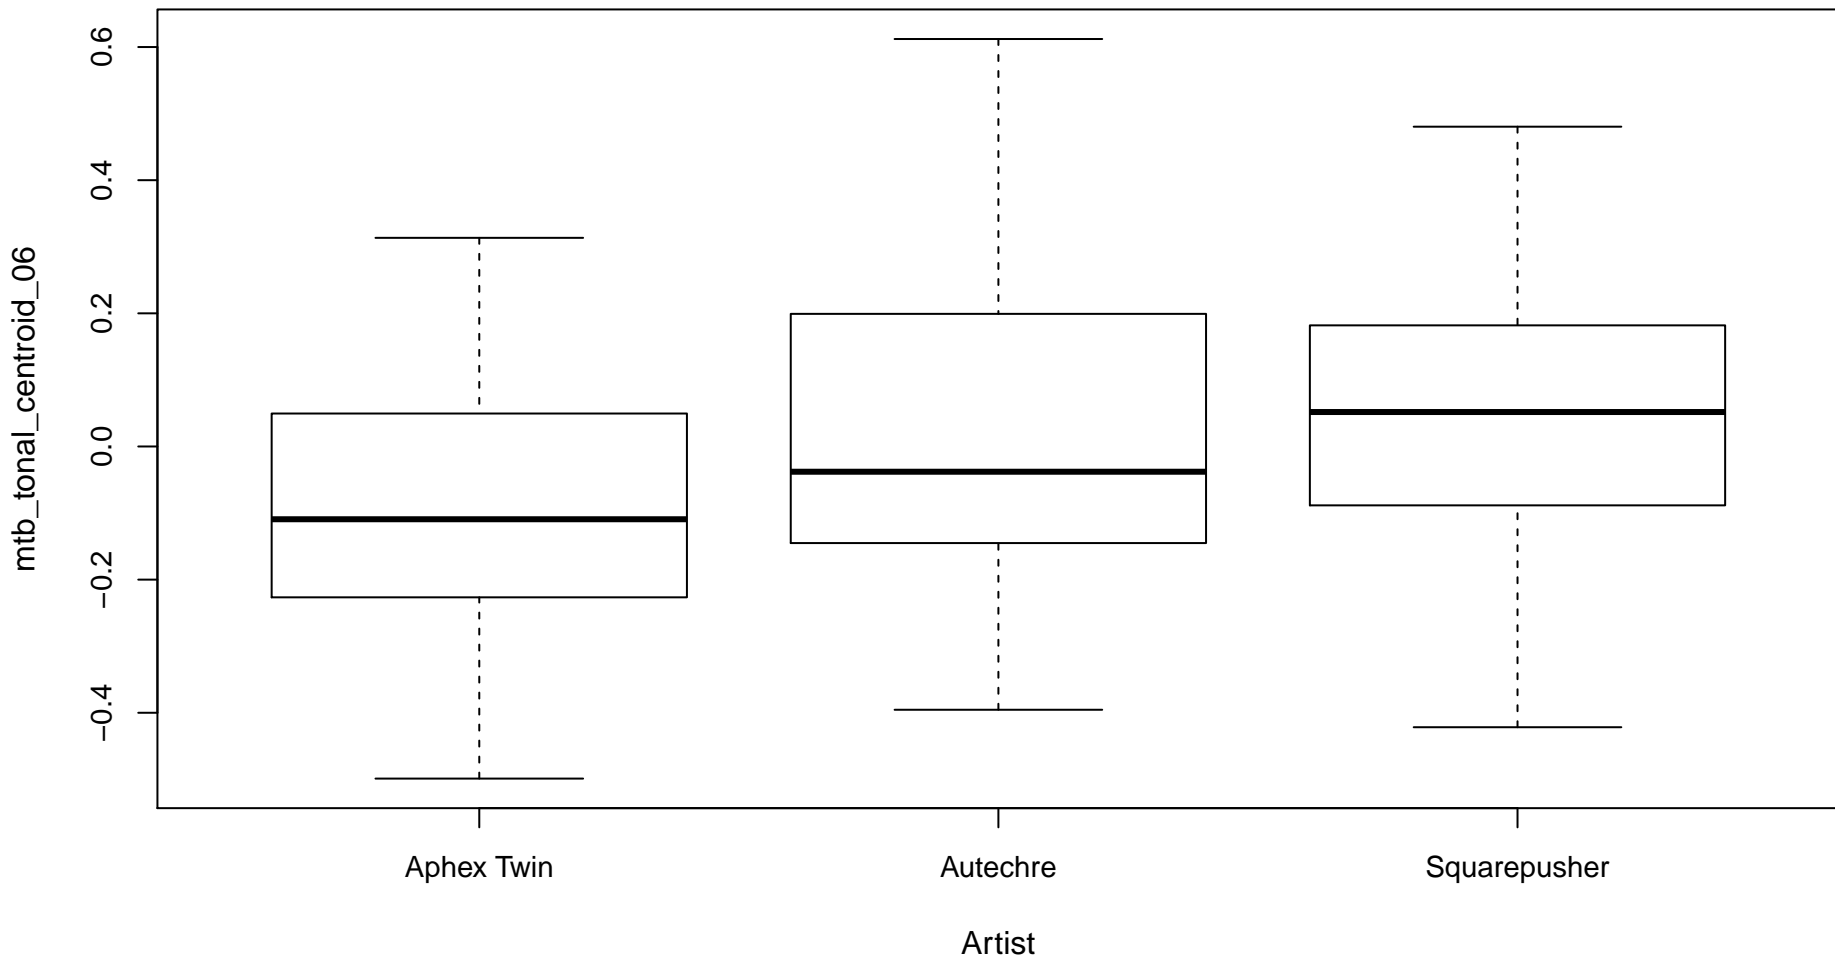 mtb_tonal_centroid_06
0.6
0.4
0.2
0.0
−0.2
−0.4
Aphex Twin
Autechre
Squarepusher
Artist